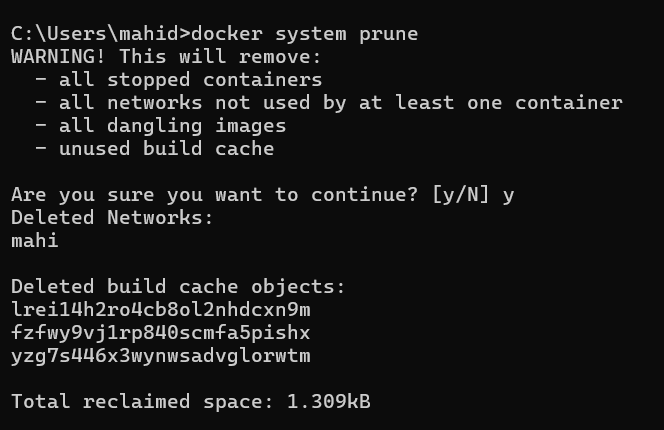 C:\Users\mahid>docker system prune
WARNING! This will remove:
  - all stopped containers
  - all networks not used by at least one container
  - all dangling images
  - unused build cache

Are you sure you want to continue? [y/N] y
Deleted Networks:
mahi

Deleted build cache objects:
lrei14h2ro4cb8ol2nhdcxn9m
fzfwy9vj1rp840scmfa5pishx
yzg7s446x3wynwsadvglorwtm

Total reclaimed space: 1.309kB